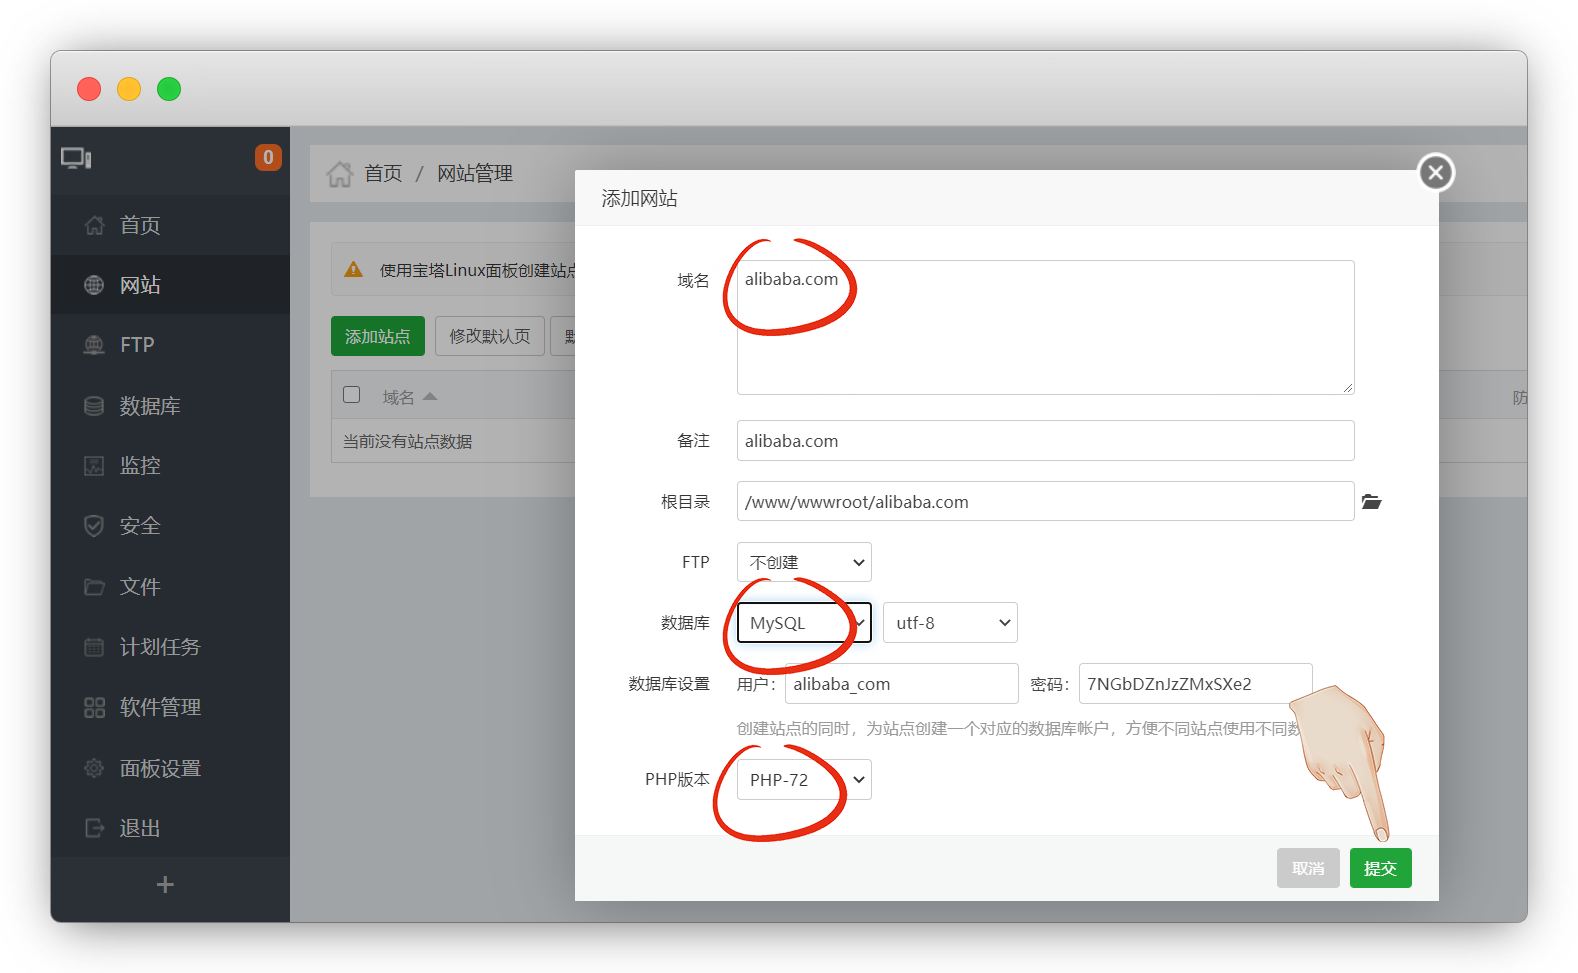 0
首页
网站
FTP
数据库
监控
安全
文件
计划任务
软件管理
面板设置
退出
+
首页 / 网站管理
使用宝塔Linux面板创建站点
添加站点 修改默认页
域名
当前没有站点数据
防
添加网站
域名 alibaba.com
备注 alibaba.com
根目录 /www/wwwroot/alibaba.com
FTP 不创建
数据库 MySQL utf-8
数据库设置 用户: alibaba_com 密码: 7NGbDZnJzZMxSXe2
创建站点的同时，为站点创建一个对应的数据库帐户，方便不同站点使用不同数
PHP版本 PHP-72
取消 提交